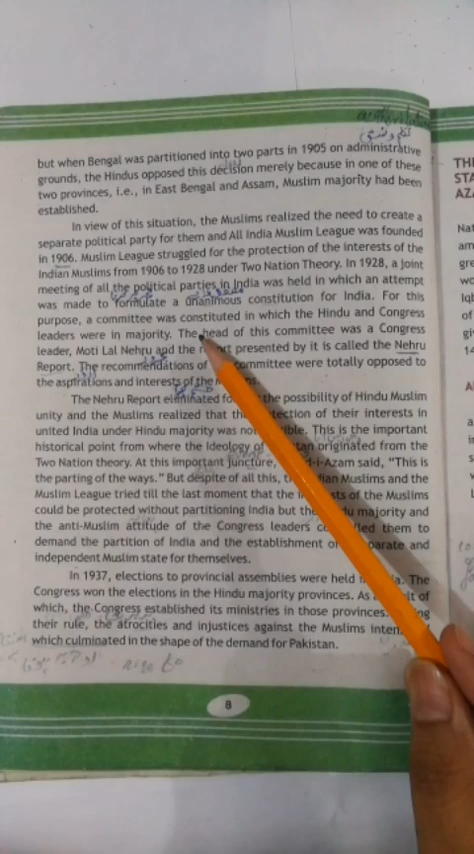 but when Bengal was partitioned into two parts in 1905 on administrative
grounds, the Hindus opposed this decision merely because in one of these
two provinces, i.e., in East Bengal and Assam, Muslim majority had been
established.
In view of this situation, the Muslims realized the need to create a
separate political party for them and All India Muslim League was founded
in 1906. Muslim League struggled for the protection of the interests of the
Indian Muslims from 1906 to 1928 under Two Nation Theory. In 1928, a joint
meeting of all the political parties in India was held in which an attempt
was made to formulate a unanimous constitution for India. For this
purpose, a committee was constituted in which the Hindu and Congress
leaders were in majority. The head of this committee was a Congress
leader, Moti Lal Nehru and the report presented by it is called the Nehru
Report. The recommendations of committee were totally opposed to
the aspirations and interests of the
The Nehru Report eliminated the possibility of Hindu Muslim
unity and the Muslims realized that the protection of their interests in
united India under Hindu majority was not This is the important
historical point from where the Ideology of originated from the
Two Nation theory. At this important juncture, said, "This is
the parting of the ways." But despite of all this, the Muslims and the
Muslim League tried till the last moment that the of the Muslims
could be protected without partitioning India but the majority and
the anti-Muslim attitude of the Congress leaders them to
demand the partition of India and the establishment of and
independent Muslim state for themselves.
In 1937, elections to provincial assemblies were held The
Congress won the elections in the Hindu majority provinces. As a of
which, the Congress established its ministries in those provinces.
their rule, the atrocities and injustices against the Muslims
which culminated in the shape of the demand for Pakistan.
8
TH
STA
AZ
Nat
am
gre
wo
Iql
of
gi
14